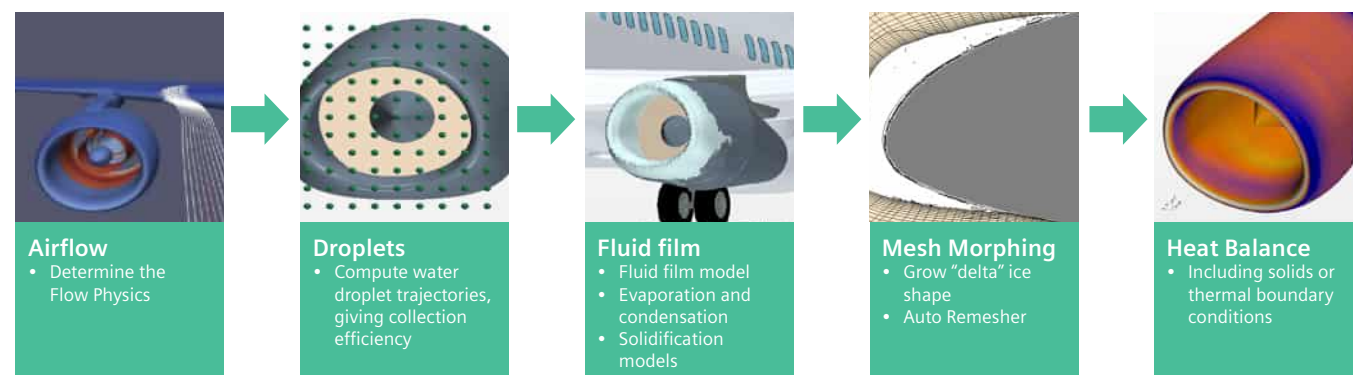 Airflow
• Determine the
Flow Physics
Droplets
• Compute water
droplet trajectories,
giving collection
efficiency
Fluid film
• Fluid film model
• Evaporation and
condensation
• Solidification
models
Mesh Morphing
• Grow “delta” ice
shape
• Auto Remesher
Heat Balance
• Including solids or
thermal boundary
conditions